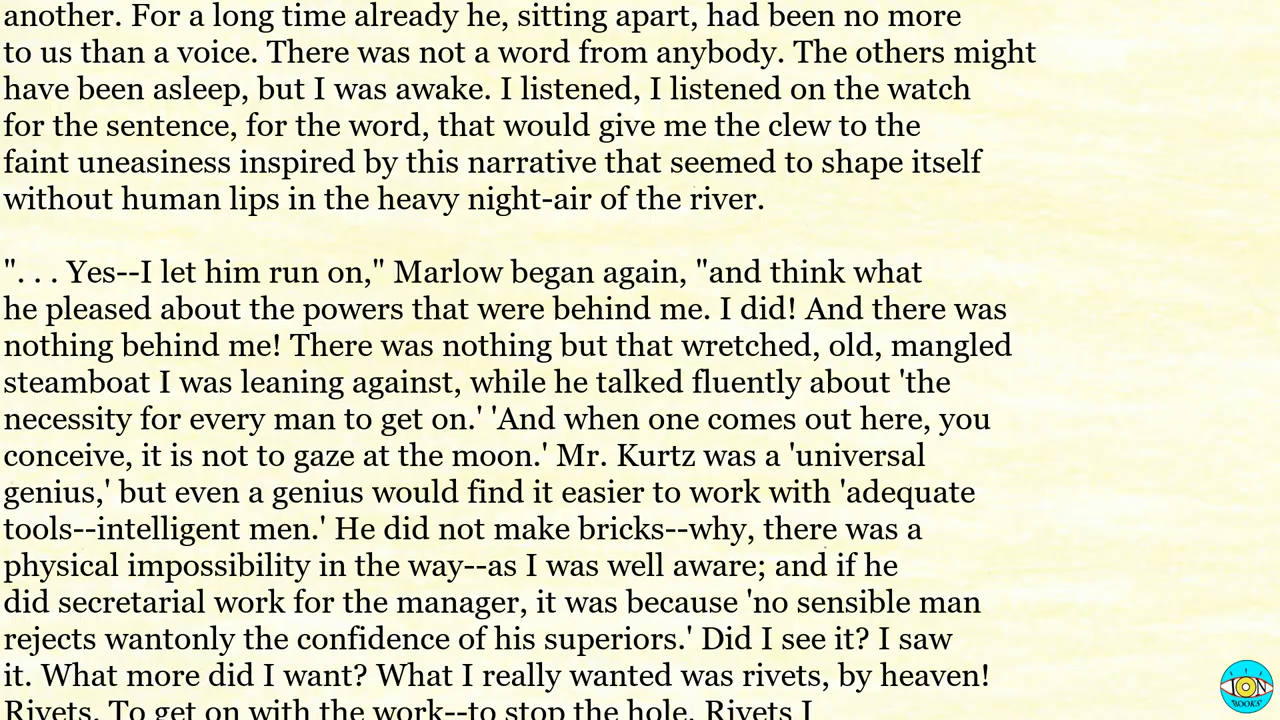 another. For a long time already he, sitting apart, had been no more
to us than a voice. There was not a word from anybody. The others might
have been asleep, but I was awake. I listened, I listened on the watch
for the sentence, for the word, that would give me the clew to the
faint uneasiness inspired by this narrative that seemed to shape itself
without human lips in the heavy night-air of the river.
". . . Yes--I let him run on," Marlow began again, "and think what
he pleased about the powers that were behind me. I did! And there was
nothing behind me! There was nothing but that wretched, old, mangled
steamboat I was leaning against, while he talked fluently about 'the
necessity for every man to get on.' 'And when one comes out here, you
conceive, it is not to gaze at the moon.' Mr. Kurtz was a 'universal
genius,' but even a genius would find it easier to work with 'adequate
tools--intelligent men.' He did not make bricks--why, there was a
physical impossibility in the way--as I was well aware; and if he
did secretarial work for the manager, it was because 'no sensible man
rejects wantonly the confidence of his superiors.' Did I see it? I saw
it. What more did I want? What I really wanted was rivets, by heaven!
Rivets. To get on with the work--to stop the hole. Rivets I
ION
BOOKS